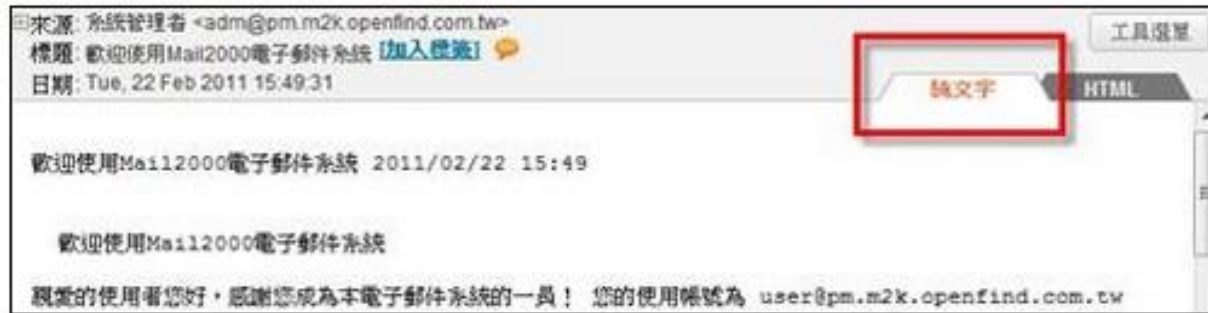 來源: 系統管理者 <adm@pm.m2k.openfind.com.tw>
工具選單
標題: 歡迎使用Mail2000電子郵件系統 [加入標籤]
日期: Tue, 22 Feb 2011 15:49:31
純文字 HTML
歡迎使用Mail2000電子郵件系統 2011/02/22 15:49
歡迎使用Mail2000電子郵件系統
親愛的使用者您好，感謝您成為本電子郵件系統的一員！ 您的使用帳號為 user@pm.m2k.openfind.com.tw